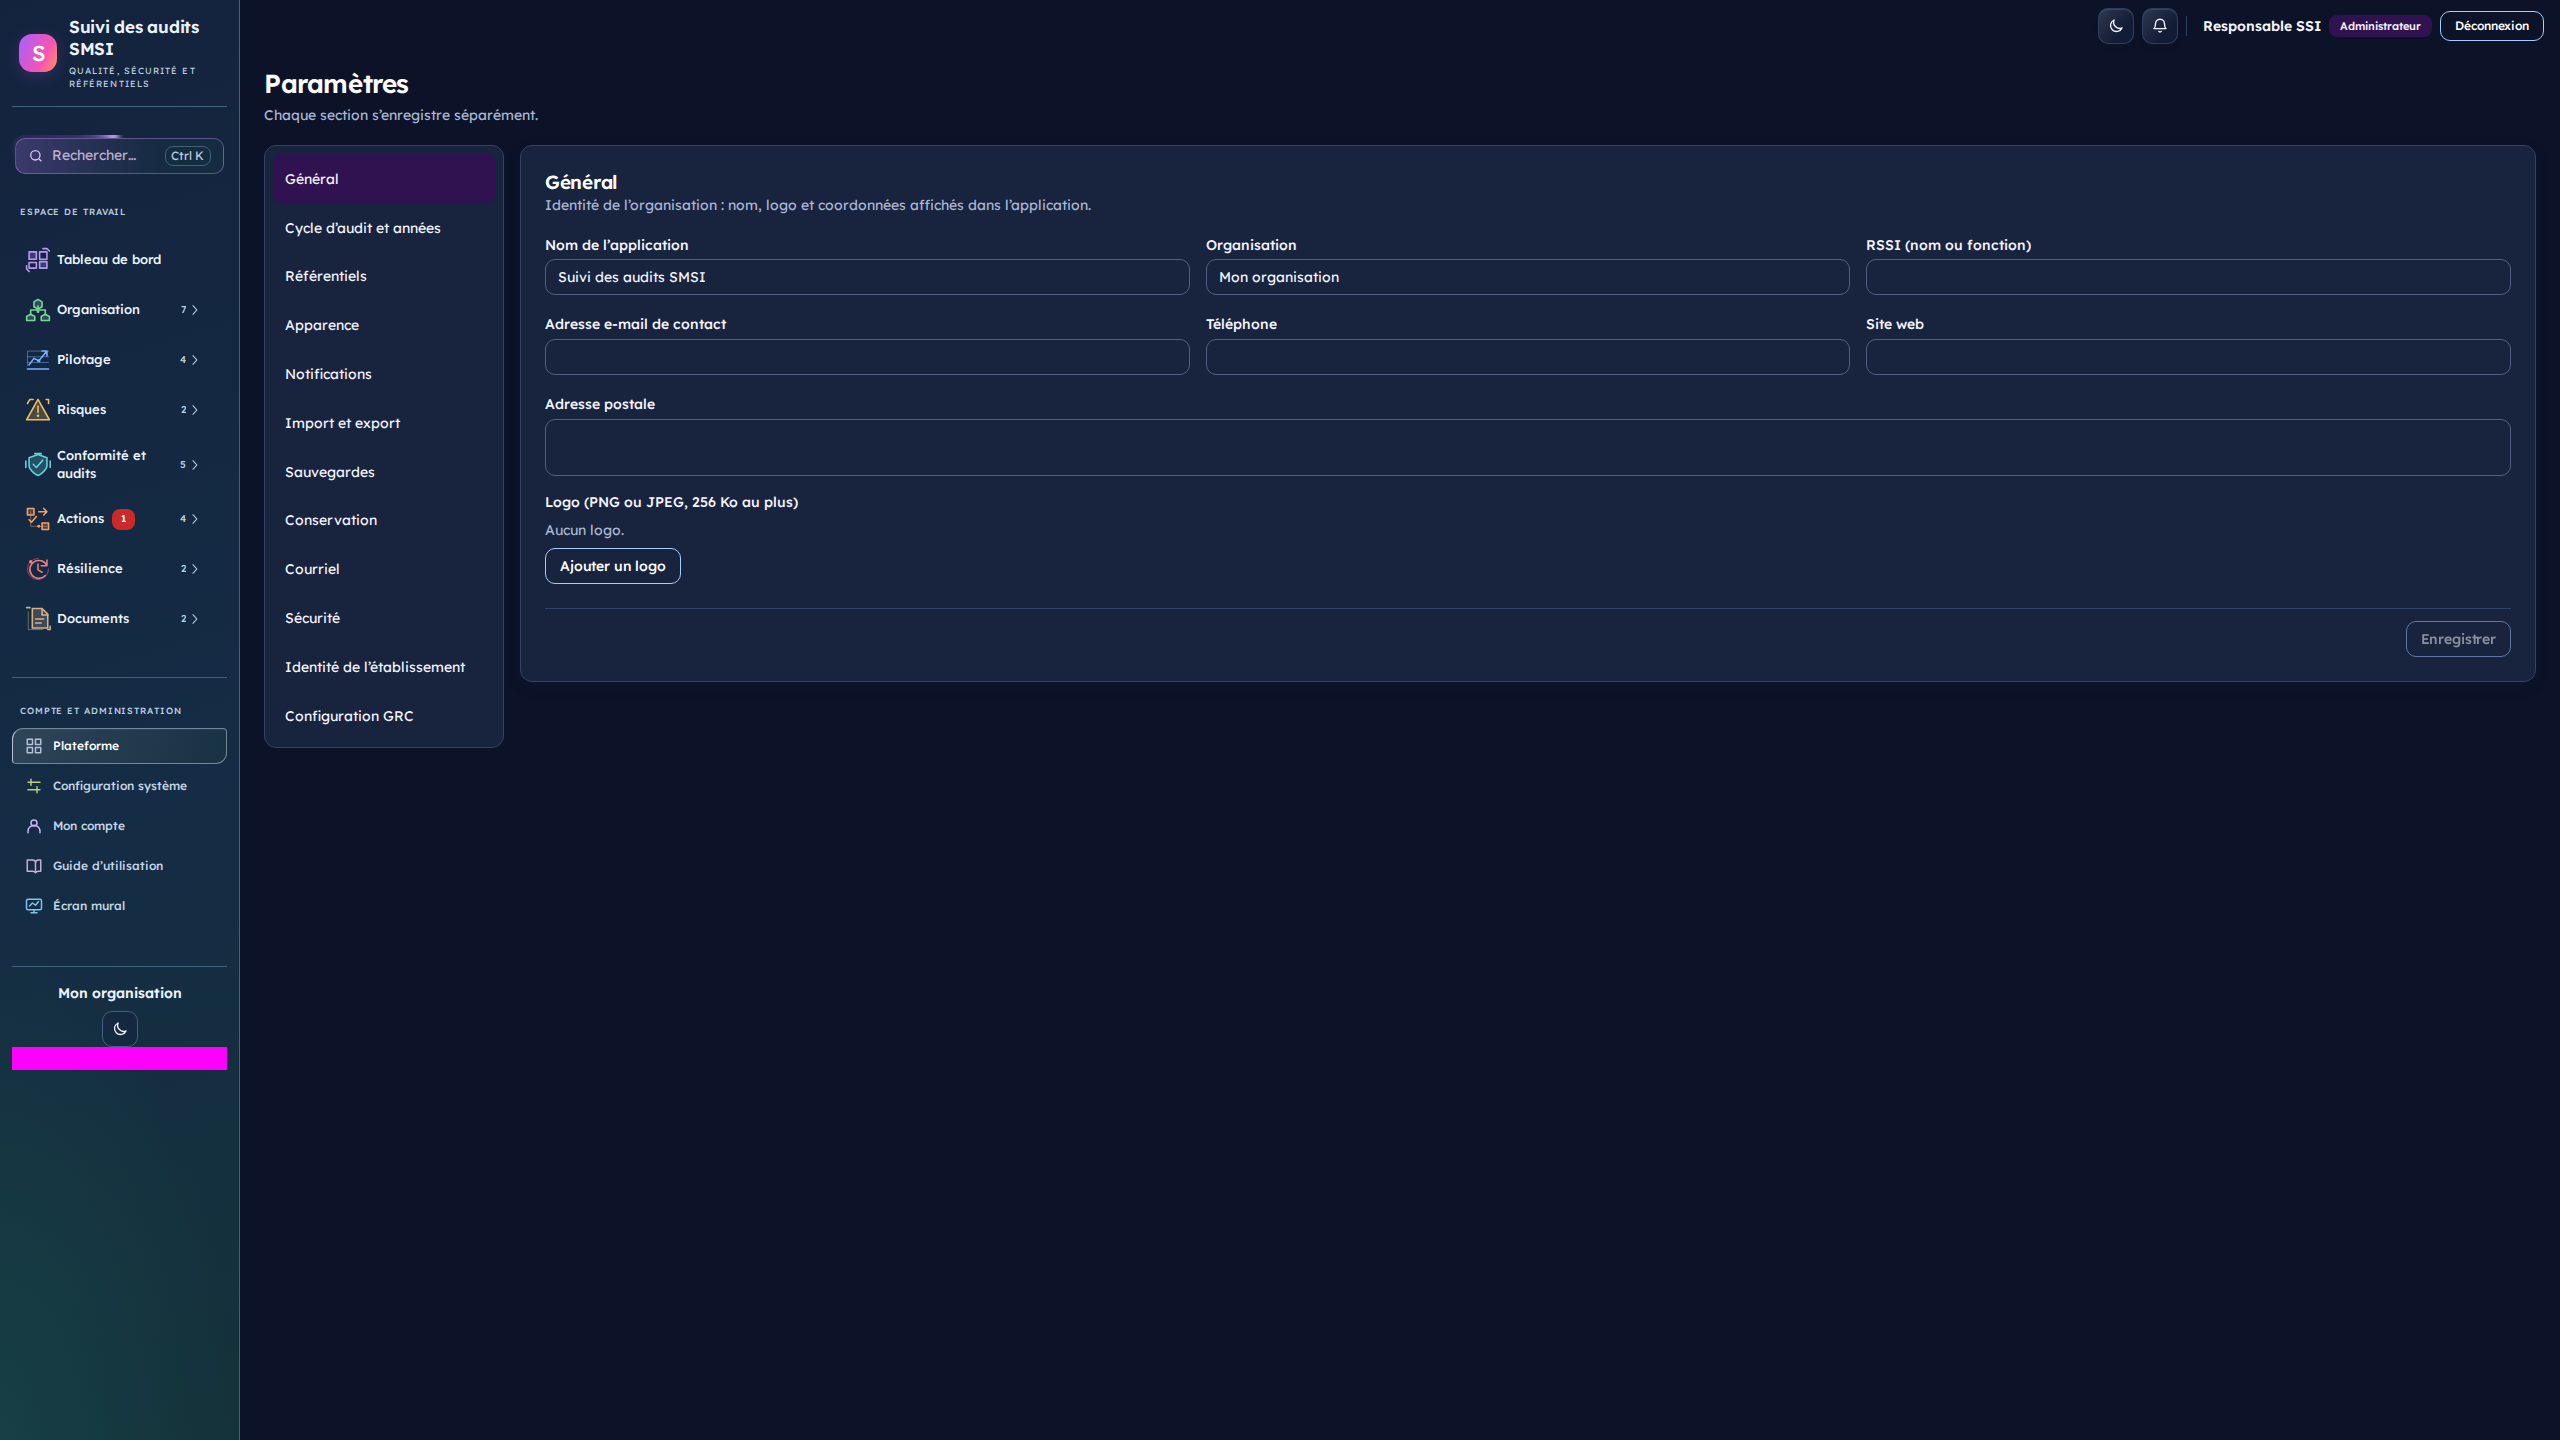 S
Suivi des audits
SMSI
QUALITÉ, SÉCURITÉ ET
RÉFÉRENTIELS
Rechercher...
Ctrl K
ESPACE DE TRAVAIL
Tableau de bord
Organisation 7
Pilotage 4
Risques 2
Conformité et
audits 5
Actions 1 4
Résilience 2
Documents 2
COMPTE ET ADMINISTRATION
Plateforme
Configuration système
Mon compte
Guide d’utilisation
Écran mural
Mon organisation
Responsable SSI Administrateur Déconnexion
Paramètres
Chaque section s’enregistre séparément.
Général
Cycle d’audit et années
Référentiels
Apparence
Notifications
Import et export
Sauvegardes
Conservation
Courriel
Sécurité
Identité de l’établissement
Configuration GRC
Général
Identité de l’organisation : nom, logo et coordonnées affichés dans l’application.
Nom de l’application Organisation RSSI (nom ou fonction)
Suivi des audits SMSI Mon organisation
Adresse e-mail de contact Téléphone Site web
Adresse postale
Logo (PNG ou JPEG, 256 Ko au plus)
Aucun logo.
Ajouter un logo
Enregistrer